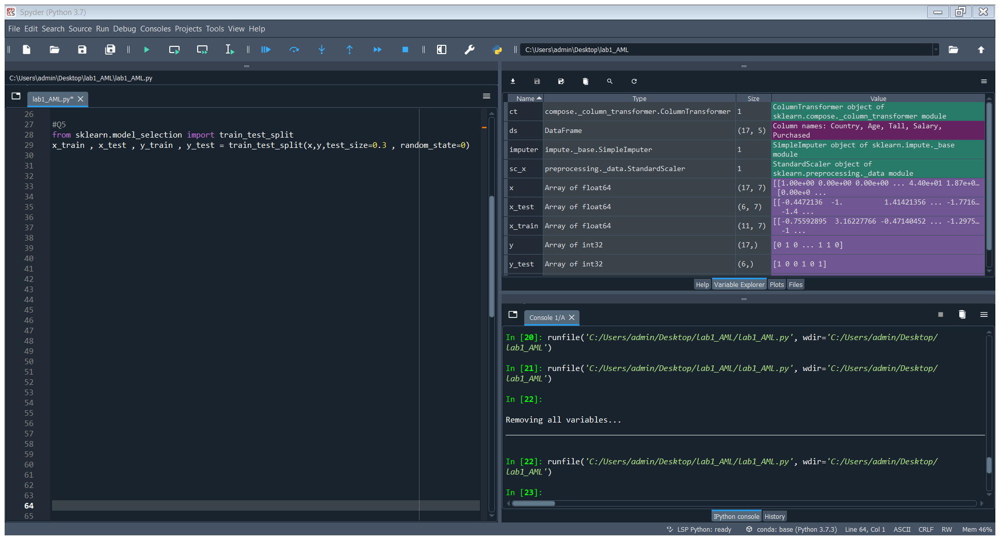 Spyder (Python 3.7)
File Edit Search Source Run Debug Consoles Projects Tools View Help
C:\Users\admin\Desktop\lab1_AML
C:\Users\admin\Desktop\lab1_AML\lab1_AML.py
lab1_AML.py*
26
27 #Q5
28 from sklearn.model_selection import train_test_split
29 x_train , x_test , y_train , y_test = train_test_split(x,y,test_size=0.3 , random_state=0)
30
31
32
33
34
35
36
37
38
39
40
41
42
43
44
45
46
47
48
49
50
51
52
53
54
55
56
57
58
59
60
61
62
63
64
65
Name Type Size Value
ct compose._column_transformer.ColumnTransformer 1 ColumnTransformer object of
sklearn.compose._column_transformer module
ds DataFrame (17, 5) Column names: Country, Age, Tall, Salary,
Purchased
imputer impute._base.SimpleImputer 1 SimpleImputer object of sklearn.impute._base
module
sc_x preprocessing._data.StandardScaler 1 StandardScaler object of
sklearn.preprocessing._data module
x Array of float64 (17, 7) [[1.00e+00 0.00e+00 0.00e+00 ... 4.40e+01 1.87e+0…
[0.00e+0 ...
x_test Array of float64 (6, 7) [[-0.4472136 -1. 1.41421356 ... -1.7716…
-1.4 ...
x_train Array of float64 (11, 7) [[-0.75592895 3.16227766 -0.47140452 ... -1.2975…
-1 ...
y Array of int32 (17,) [0 1 0 ... 1 1 0]
y_test Array of int32 (6,) [1 0 0 1 0 1]
Help Variable Explorer Plots Files
Console 1/A
In [20]: runfile('C:/Users/admin/Desktop/lab1_AML/lab1_AML.py', wdir='C:/Users/admin/Desktop/
lab1_AML')
In [21]: runfile('C:/Users/admin/Desktop/lab1_AML/lab1_AML.py', wdir='C:/Users/admin/Desktop/
lab1_AML')
In [22]:
Removing all variables...
In [22]: runfile('C:/Users/admin/Desktop/lab1_AML/lab1_AML.py', wdir='C:/Users/admin/Desktop/
lab1_AML')
In [23]:
IPython console History
LSP Python: ready conda: base (Python 3.7.3) Line 64, Col 1 ASCII CRLF RW Mem 46%